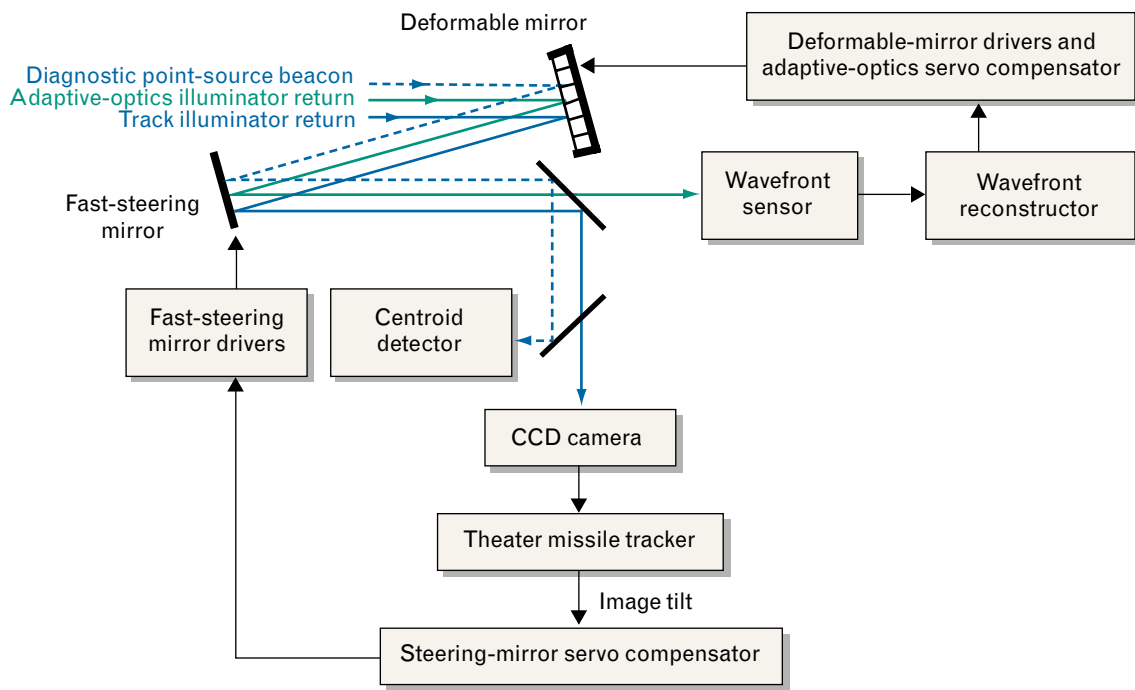 Deformable mirror
Diagnostic point-source beacon
Adaptive-optics illuminator return
Track illuminator return
Deformable-mirror drivers and
adaptive-optics servo compensator
Fast-steering
mirror
Wavefront
sensor
Wavefront
reconstructor
Fast-steering
mirror drivers
Centroid
detector
CCD camera
Theater missile tracker
Image tilt
Steering-mirror servo compensator